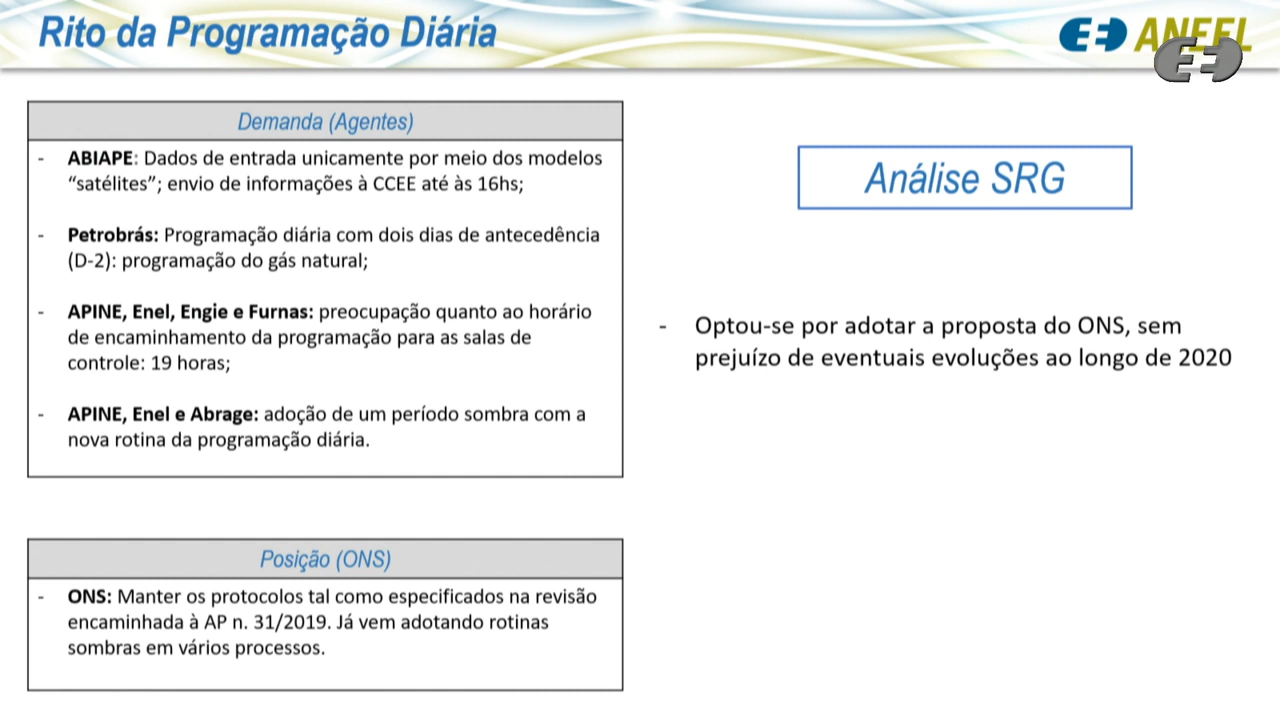 Rito da Programação Diária
ANEEL
Demanda (Agentes)
- ABIAPE: Dados de entrada unicamente por meio dos modelos
“satélites”; envio de informações à CCEE até às 16hs;
- Petrobrás: Programação diária com dois dias de antecedência
(D-2): programação do gás natural;
- APINE, Enel, Engie e Furnas: preocupação quanto ao horário
de encaminhamento da programação para as salas de
controle: 19 horas;
- APINE, Enel e Abrage: adoção de um período sombra com a
nova rotina da programação diária.
Posição (ONS)
- ONS: Manter os protocolos tal como especificados na revisão
encaminhada à AP n. 31/2019. Já vem adotando rotinas
sombras em vários processos.
Análise SRG
- Optou-se por adotar a proposta do ONS, sem
prejuízo de eventuais evoluções ao longo de 2020